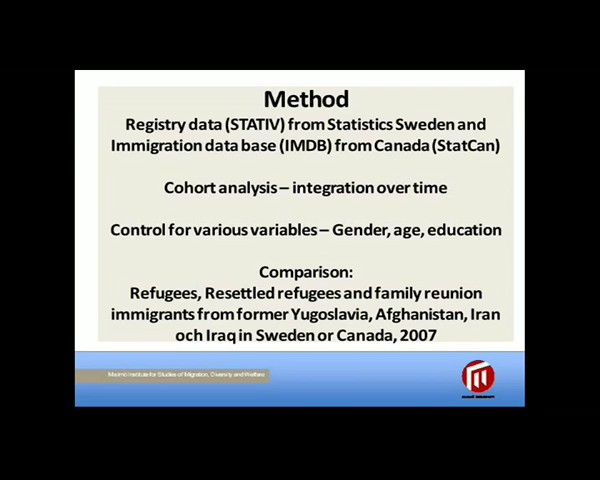 Method
Registry data (STATIV) from Statistics Sweden and
Immigration data base (IMDB) from Canada (StatCan)
Cohort analysis – integration over time
Control for various variables – Gender, age, education
Comparison:
Refugees, Resettled refugees and family reunion
immigrants from former Yugoslavia, Afghanistan, Iran
och Iraq in Sweden or Canada, 2007
Malmö Institute for Studies of Migration, Diversity and Welfare